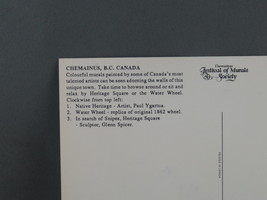 CHEMAINUS, B.C. CANADA
Colourful murals painted by some of Canada's most
talented artists can be seen adorning the walls of this
unique town. Take time to browse around or sit and
relax by Heritage Square or the Water Wheel.
Clockwise from top left:
1. Native Heritage - Artist, Paul Ygartua.
2. Water Wheel - replica of original 1862 wheel.
3. In search of Snipes, Heritage Square
- Sculptor, Glenn Spicer.
Chemainus
Festival of Murals
Society